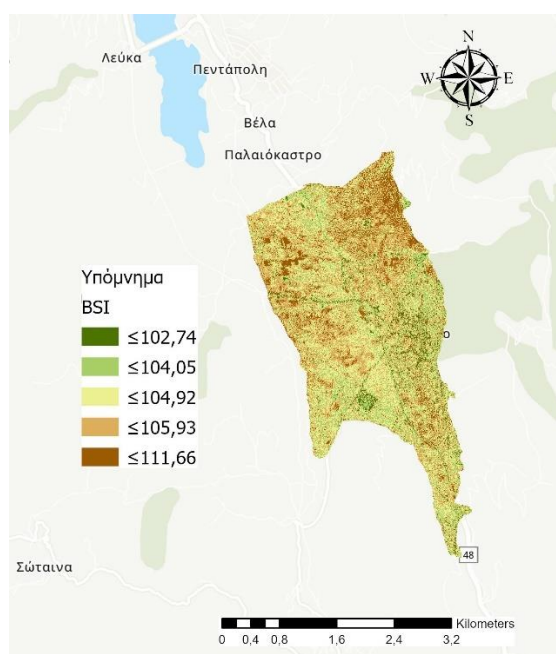 Λεύκα
Πεντάπολη
Βέλα
Παλαιόκαστρο
N
W E
S
Υπόμνημα
BSI
≤102,74
≤104,05
≤104,92
≤105,93
≤111,66
ο
Σώταινα
48
Kilometers
0 0,4 0,8 1,6 2,4 3,2